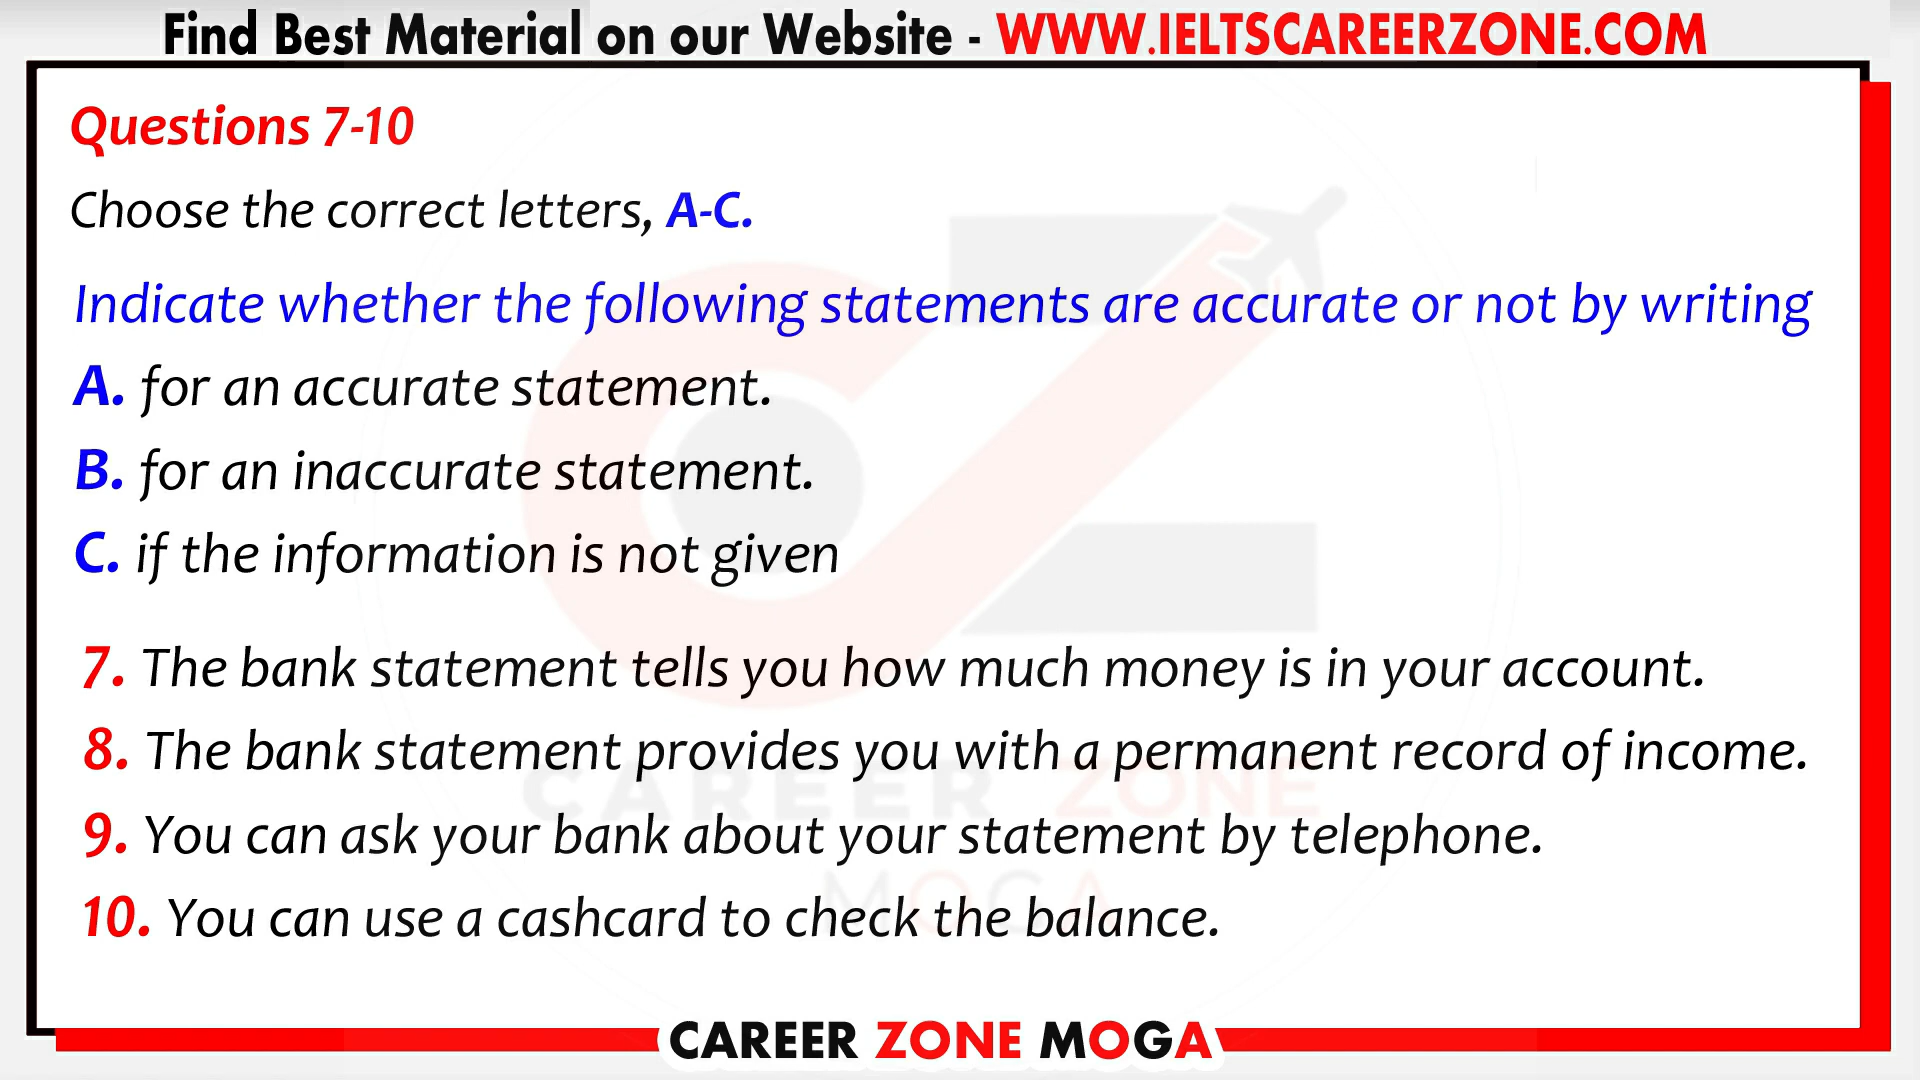 Find Best Material on our Website - WWW.IELTSCAREERZONE.COM
Questions 7-10
Choose the correct letters, A-C.
Indicate whether the following statements are accurate or not by writing
A. for an accurate statement.
B. for an inaccurate statement.
C. if the information is not given
7. The bank statement tells you how much money is in your account.
8. The bank statement provides you with a permanent record of income.
CAREER ZONE
9. You can ask your bank about your statement by telephone.
MOGA
10. You can use a cashcard to check the balance.
CAREER ZONE MOGA